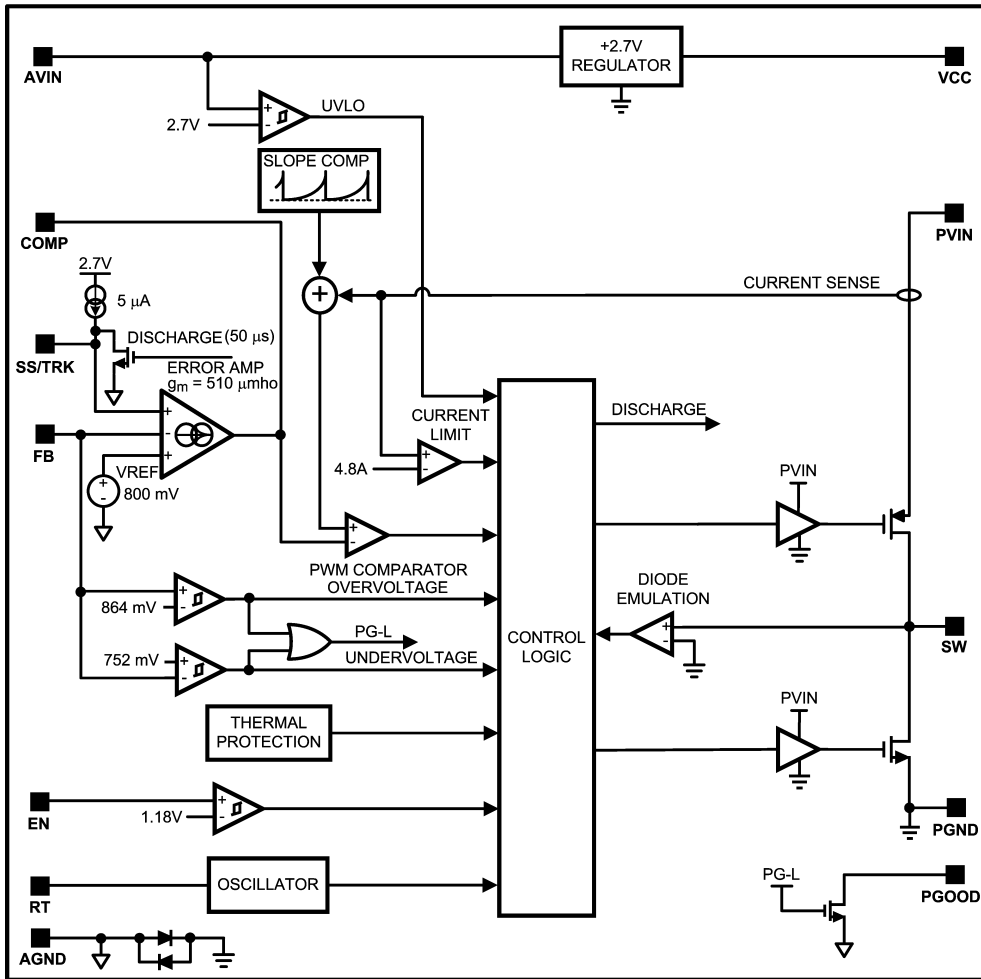 +2.7V
REGULATOR
AVIN
VCC
UVLO
+
-
2.7V
SLOPE COMP
COMP
PVIN
2.7V
+
CURRENT SENSE
5 μA
DISCHARGE (50 μs)
SS/TRK
ERROR AMP
gm = 510 μmho
+
-
+
FB
VREF
+
-
800 mV
CURRENT
LIMIT
+
-
4.8A
DISCHARGE
PVIN
+
-
PWM COMPARATOR
OVERVOLTAGE
+
-
864 mV
PG-L
UNDERVOLTAGE
752 mV
+
-
CONTROL
LOGIC
DIODE
EMULATION
+
-
SW
THERMAL
PROTECTION
PVIN
EN
+
-
1.18V
PGND
RT
OSCILLATOR
PG-L
PGOOD
AGND